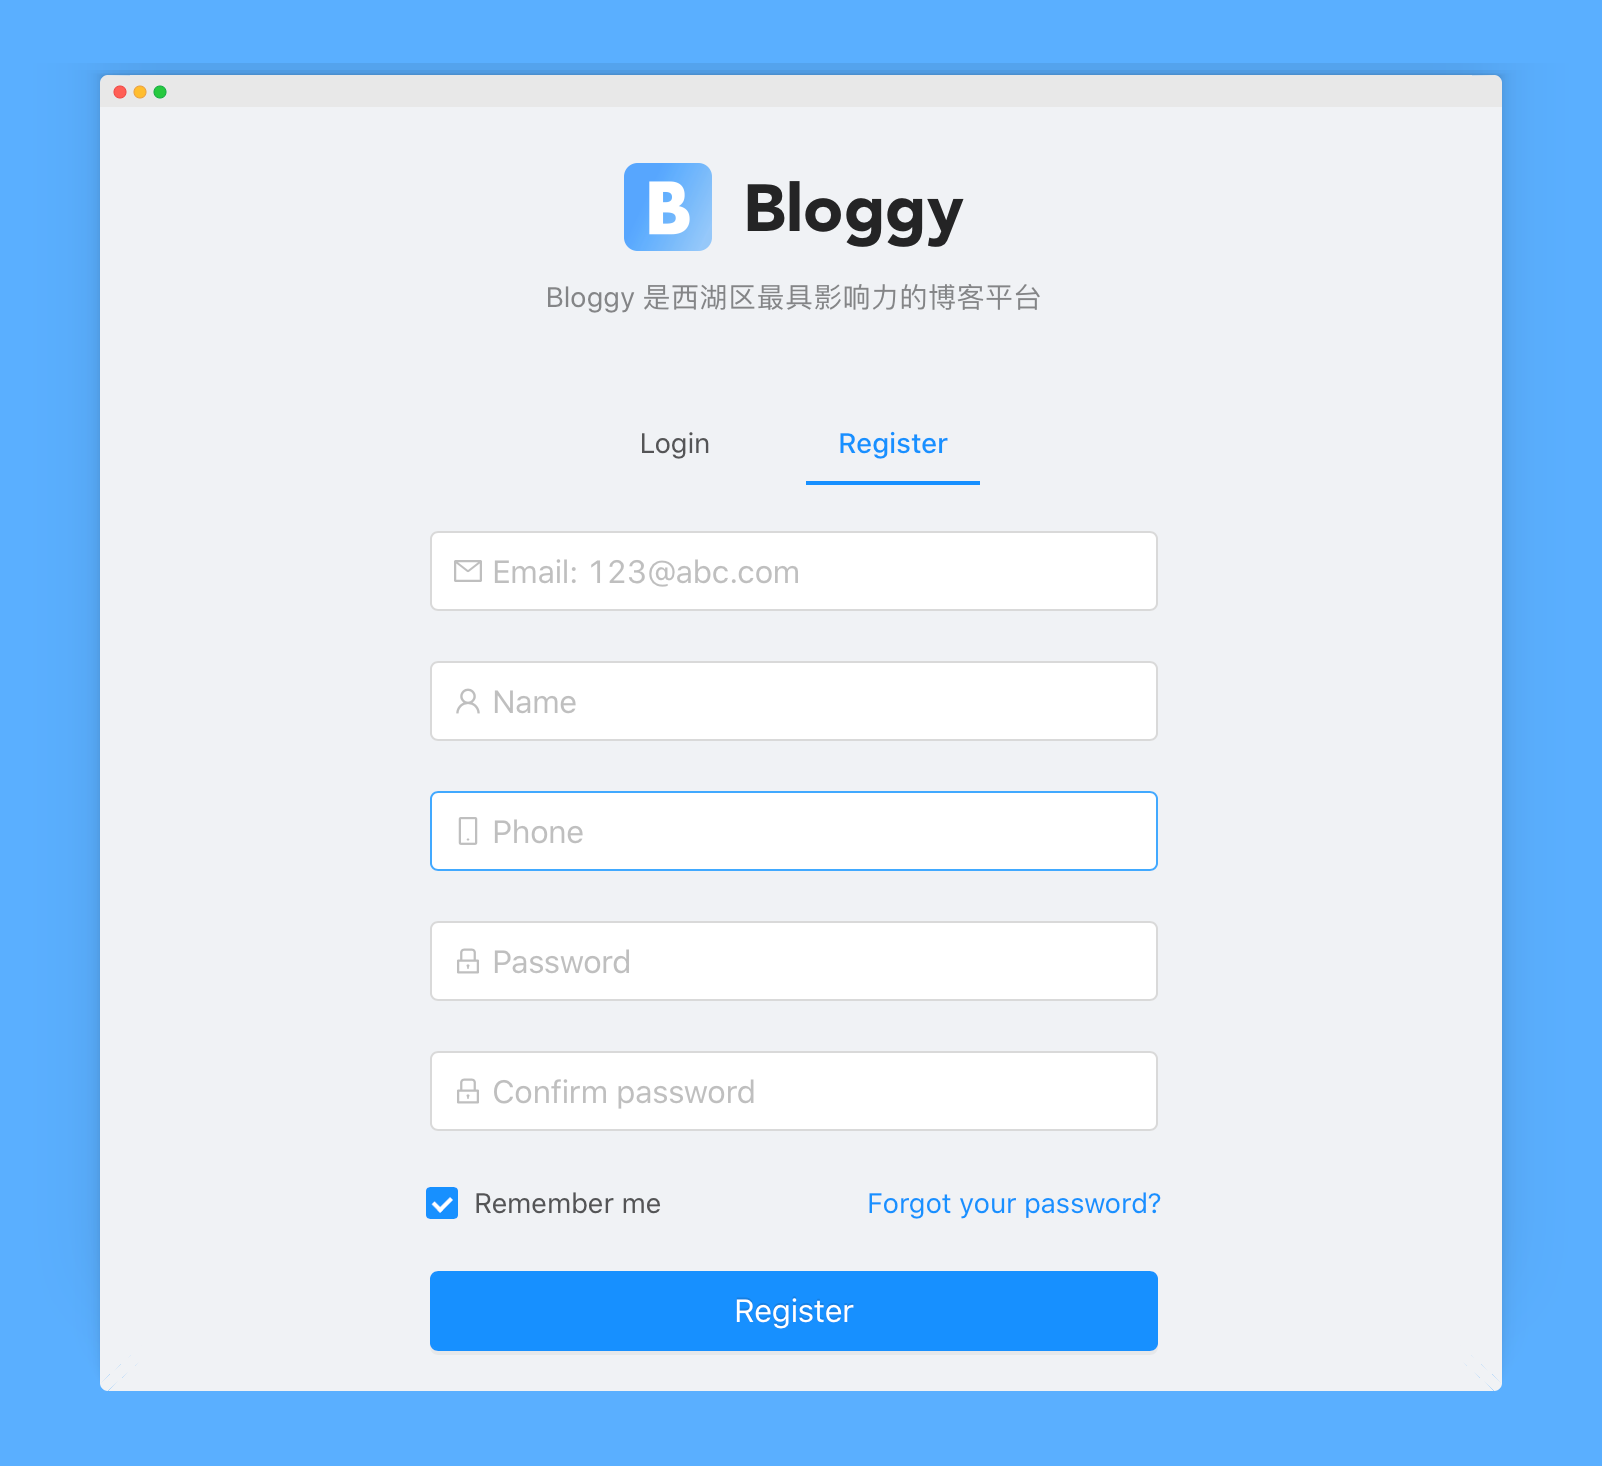 B Bloggy
Bloggy 是西湖区最具影响力的博客平台
Login Register
Email: 123@abc.com
Name
Phone
Password
Confirm password
Remember me Forgot your password?
Register